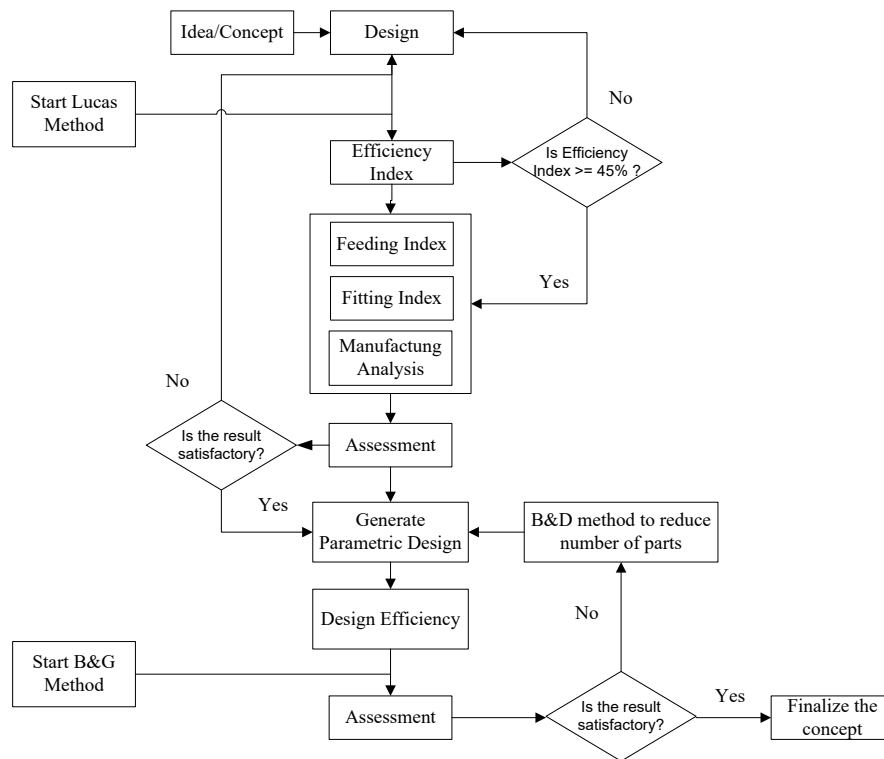 Idea/Concept
Design
Start Lucas
Method
No
Efficiency
Index
Is Efficiency
Index >= 45% ?
Feeding Index
Yes
Fitting Index
Manufactung
Analysis
No
Is the result
satisfactory?
Assessment
Yes
Generate
Parametric Design
B&D method to reduce
number of parts
Design Efficiency
No
Start B&G
Method
Assessment
Is the result
satisfactory?
Yes
Finalize the
concept